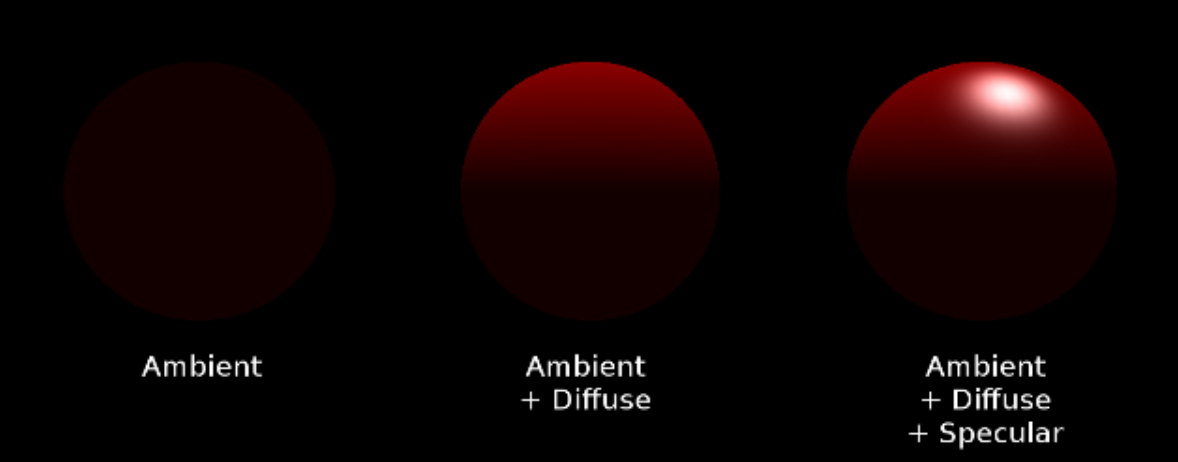 Ambient
Ambient
+ Diffuse
Ambient
+ Diffuse
+ Specular